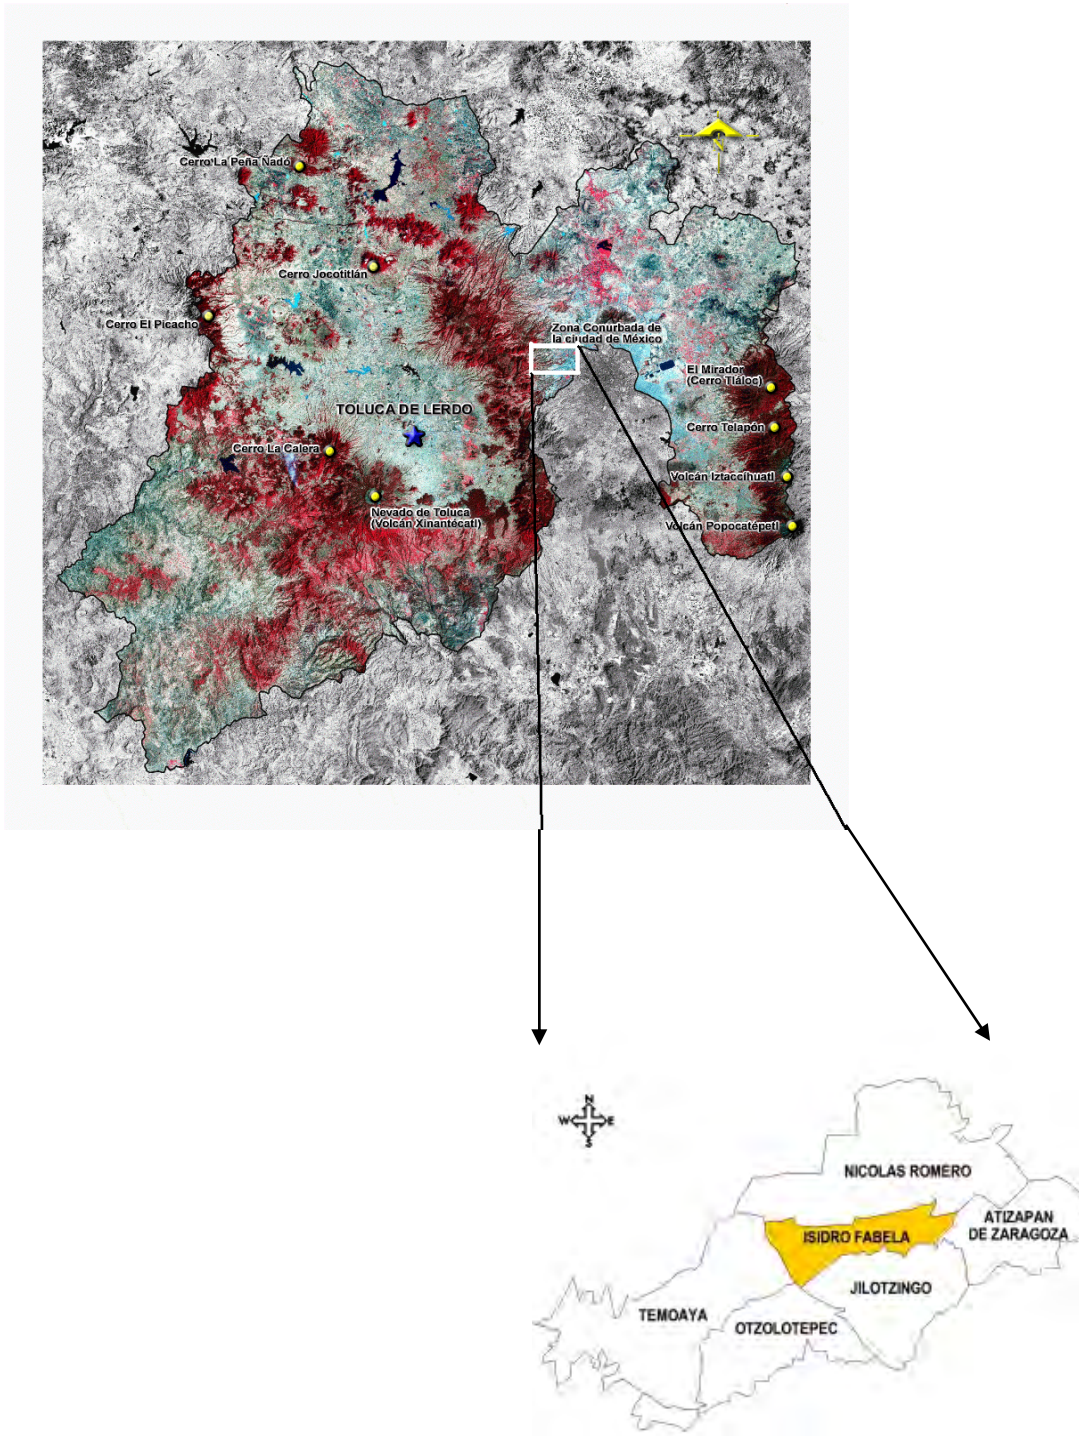 N
Cerro La Peña Nadó
Cerro Jocotitlán
Cerro El Picacho
Zona Conurbada de
la ciudad de México
El Mirador
(Cerro Tláloc)
TOLUCA DE LERDO
Cerro Telapón
Cerro La Calera
Volcán Iztaccíhuatl
Nevado de Toluca
(Volcán Xinantécatl)
Volcán Popocatépetl
N
W E
S
NICOLAS ROMERO
ATIZAPAN
DE ZARAGOZA
ISIDRO FABELA
JILOTZINGO
TEMOAYA
OTZOLOTEPEC